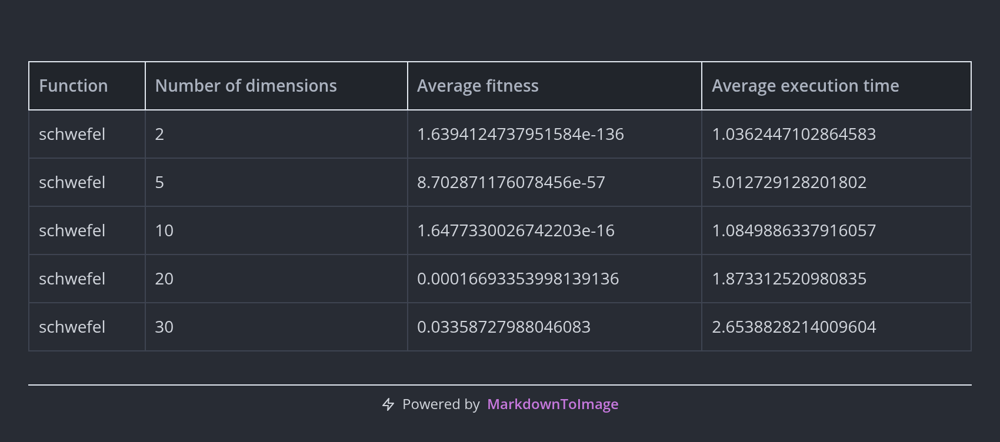 Function Number of dimensions Average fitness Average execution time
schwefel 2 1.6394124737951584e-136 1.0362447102864583
schwefel 5 8.702871176078456e-57 5.012729128201802
schwefel 10 1.6477330026742203e-16 1.0849886337916057
schwefel 20 0.00016693353998139136 1.873312520980835
schwefel 30 0.03358727988046083 2.6538828214009604
Powered by MarkdownToImage